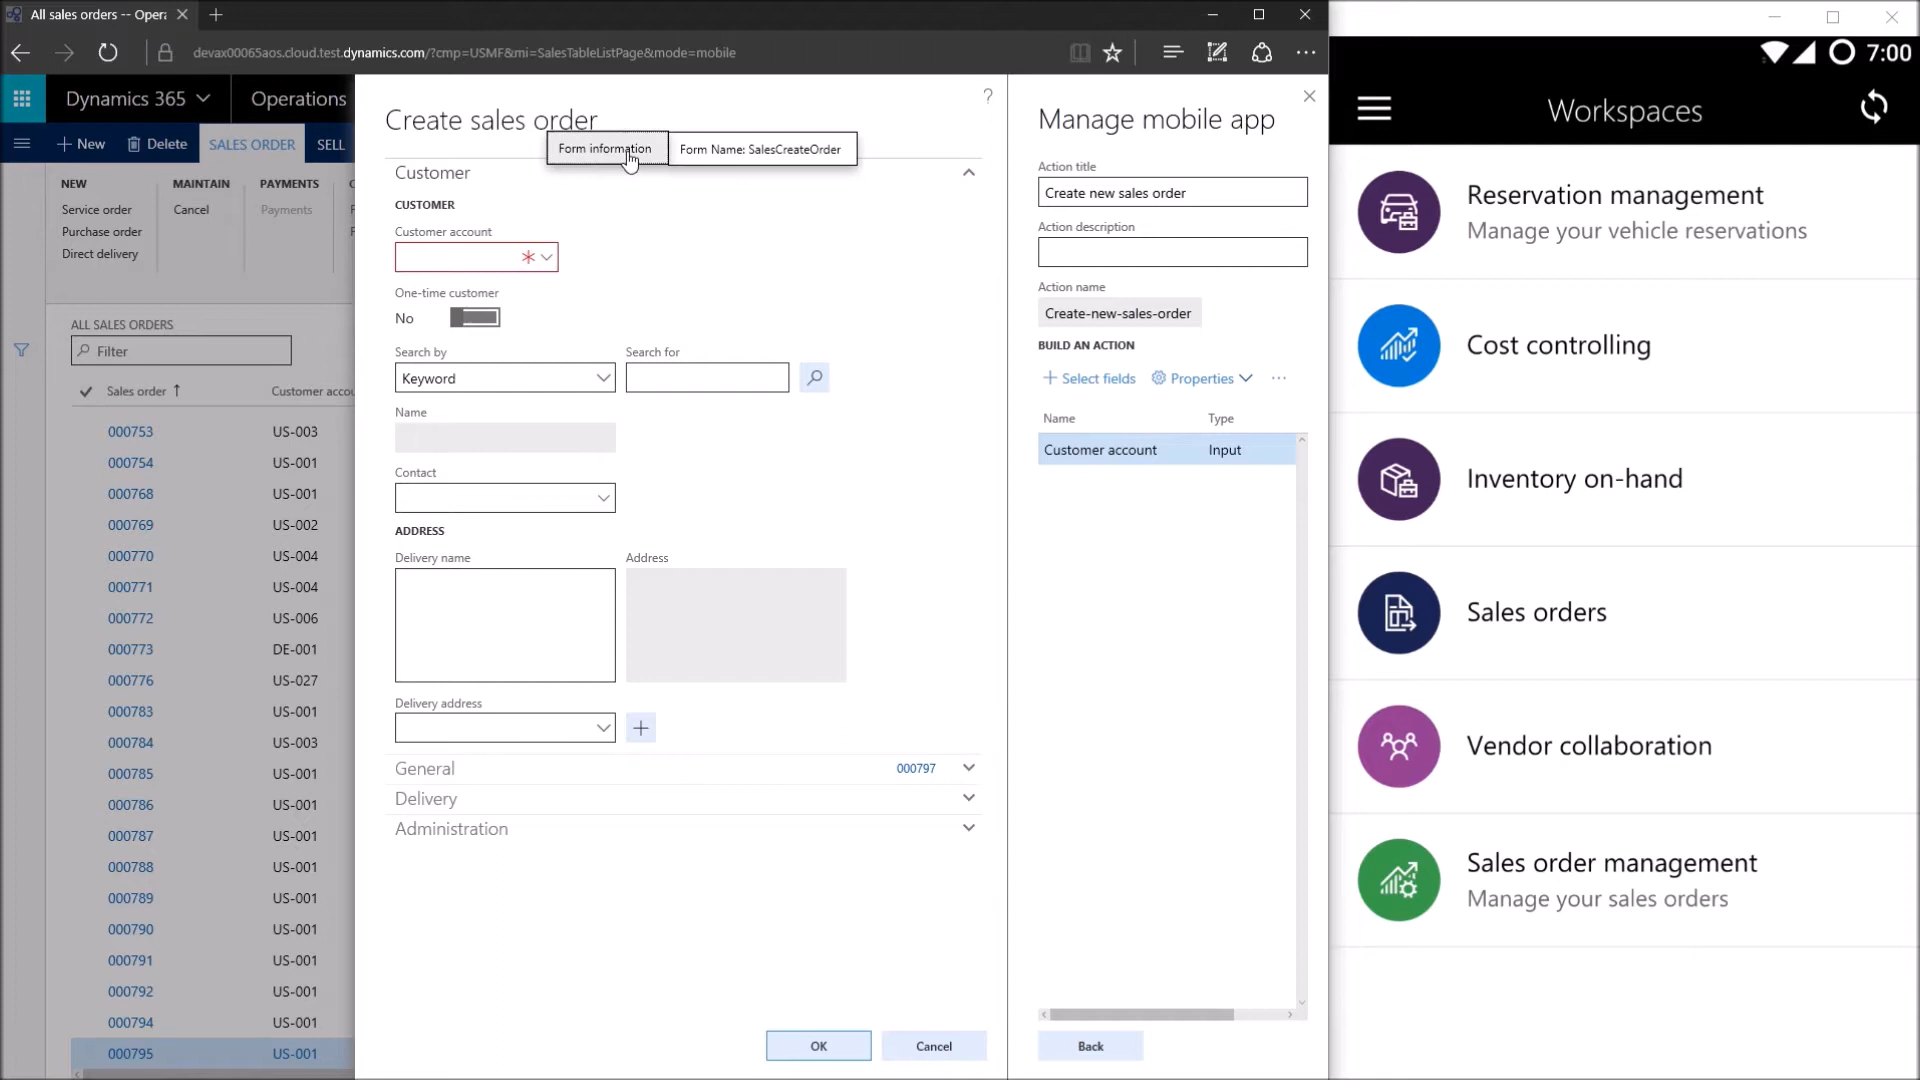 All sales orders -- Opera
devax00065aos.cloud.test.dynamics.com/?cmp=USMF&mi=SalesTableListPage&mode=mobile
Dynamics 365
Operations
New
Delete
SALES ORDER
SELL
NEW
Service order
Purchase order
Direct delivery
MAINTAIN
Cancel
PAYMENTS
Payments
ALL SALES ORDERS
Filter
Sales order
Customer accou
000753 US-003
000754 US-001
000768 US-001
000769 US-002
000770 US-004
000771 US-004
000772 US-006
000773 DE-001
000776 US-027
000783 US-001
000784 US-003
000785 US-001
000786 US-001
000787 US-001
000788 US-001
000789 US-001
000790 US-001
000791 US-001
000792 US-001
000794 US-001
000795 US-001
?
Create sales order
Form information
Form Name: SalesCreateOrder
Customer
CUSTOMER
Customer account
One-time customer
No
Search by
Search for
Keyword
Name
Contact
ADDRESS
Delivery name
Address
Delivery address
General
000797
Delivery
Administration
OK
Cancel
Manage mobile app
Action title
Create new sales order
Action description
Action name
Create-new-sales-order
BUILD AN ACTION
Select fields
Properties
Name Type
Customer account Input
Back
7:00
Workspaces
Reservation management
Manage your vehicle reservations
Cost controlling
Inventory on-hand
Sales orders
Vendor collaboration
Sales order management
Manage your sales orders